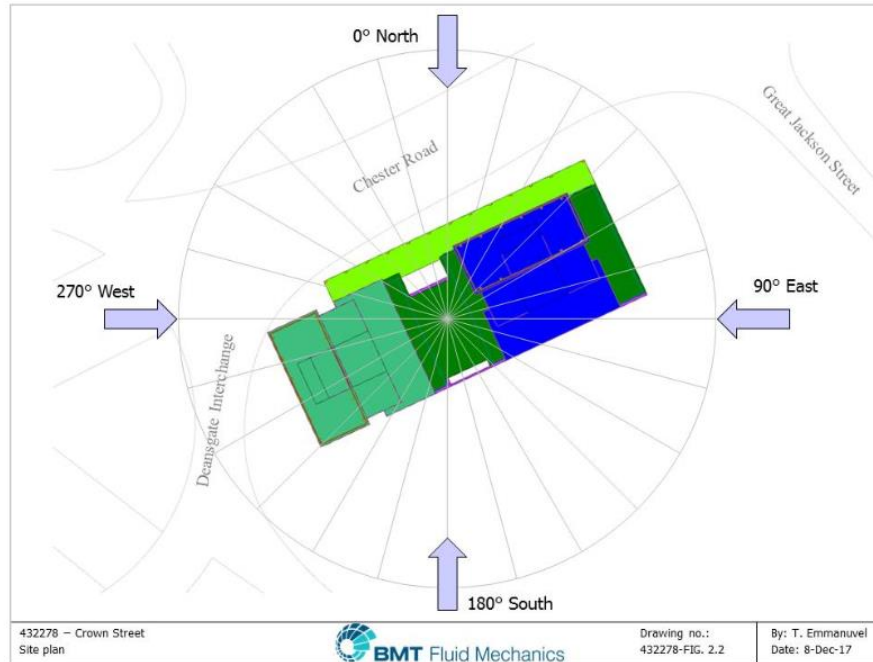 0° North
Great Jackson Street
Chester Road
270° West
90° East
Deansgate Interchange
180° South
432278 – Crown Street
Site plan
BMT Fluid Mechanics
Drawing no.:
432278-FIG. 2.2
By: T. Emmanuvel
Date: 8-Dec-17